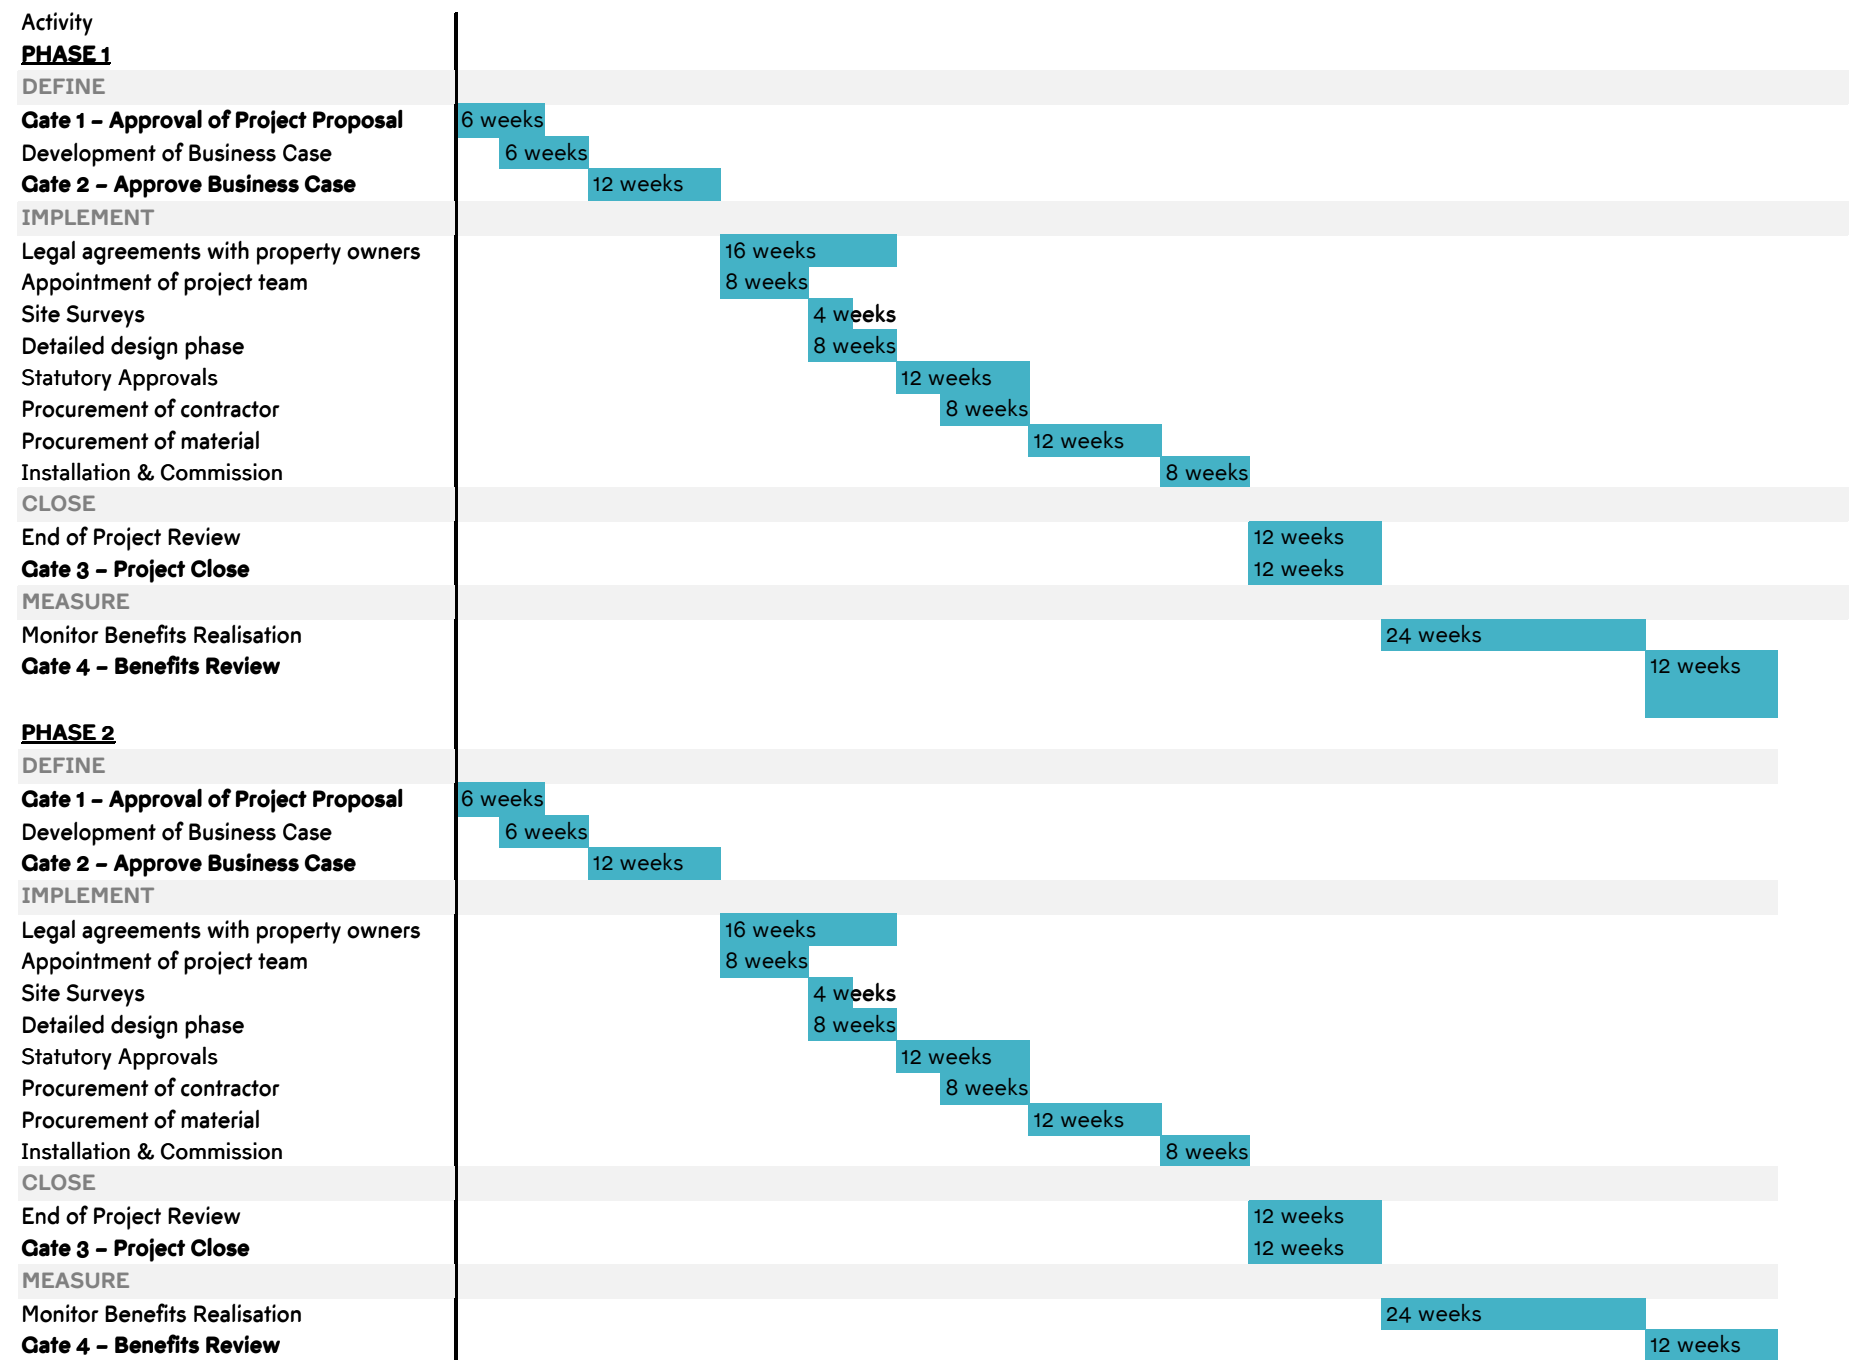 Activity
PHASE 1
DEFINE
Gate 1 – Approval of Project Proposal 6 weeks
Development of Business Case 6 weeks
Gate 2 – Approve Business Case 12 weeks
IMPLEMENT
Legal agreements with property owners 16 weeks
Appointment of project team 8 weeks
Site Surveys 4 weeks
Detailed design phase 8 weeks
Statutory Approvals 12 weeks
Procurement of contractor 8 weeks
Procurement of material 12 weeks
Installation & Commission 8 weeks
CLOSE
End of Project Review 12 weeks
Gate 3 – Project Close 12 weeks
MEASURE
Monitor Benefits Realisation 24 weeks
Gate 4 – Benefits Review 12 weeks
PHASE 2
DEFINE
Gate 1 – Approval of Project Proposal 6 weeks
Development of Business Case 6 weeks
Gate 2 – Approve Business Case 12 weeks
IMPLEMENT
Legal agreements with property owners 16 weeks
Appointment of project team 8 weeks
Site Surveys 4 weeks
Detailed design phase 8 weeks
Statutory Approvals 12 weeks
Procurement of contractor 8 weeks
Procurement of material 12 weeks
Installation & Commission 8 weeks
CLOSE
End of Project Review 12 weeks
Gate 3 – Project Close 12 weeks
MEASURE
Monitor Benefits Realisation 24 weeks
Gate 4 – Benefits Review 12 weeks